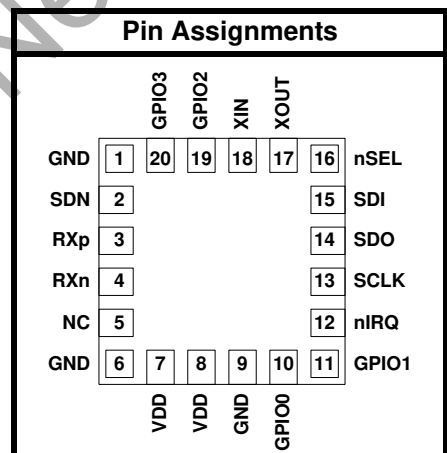 Pin Assignments
GPIO3 GPIO2 XIN XOUT
GND 1 20 19 18 17 16 nSEL
SDN 2 15 SDI
RXp 3 14 SDO
RXn 4 13 SCLK
NC 5 12 nIRQ
GND 6 7 8 9 10 11 GPIO1
VDD VDD GND GPIO0